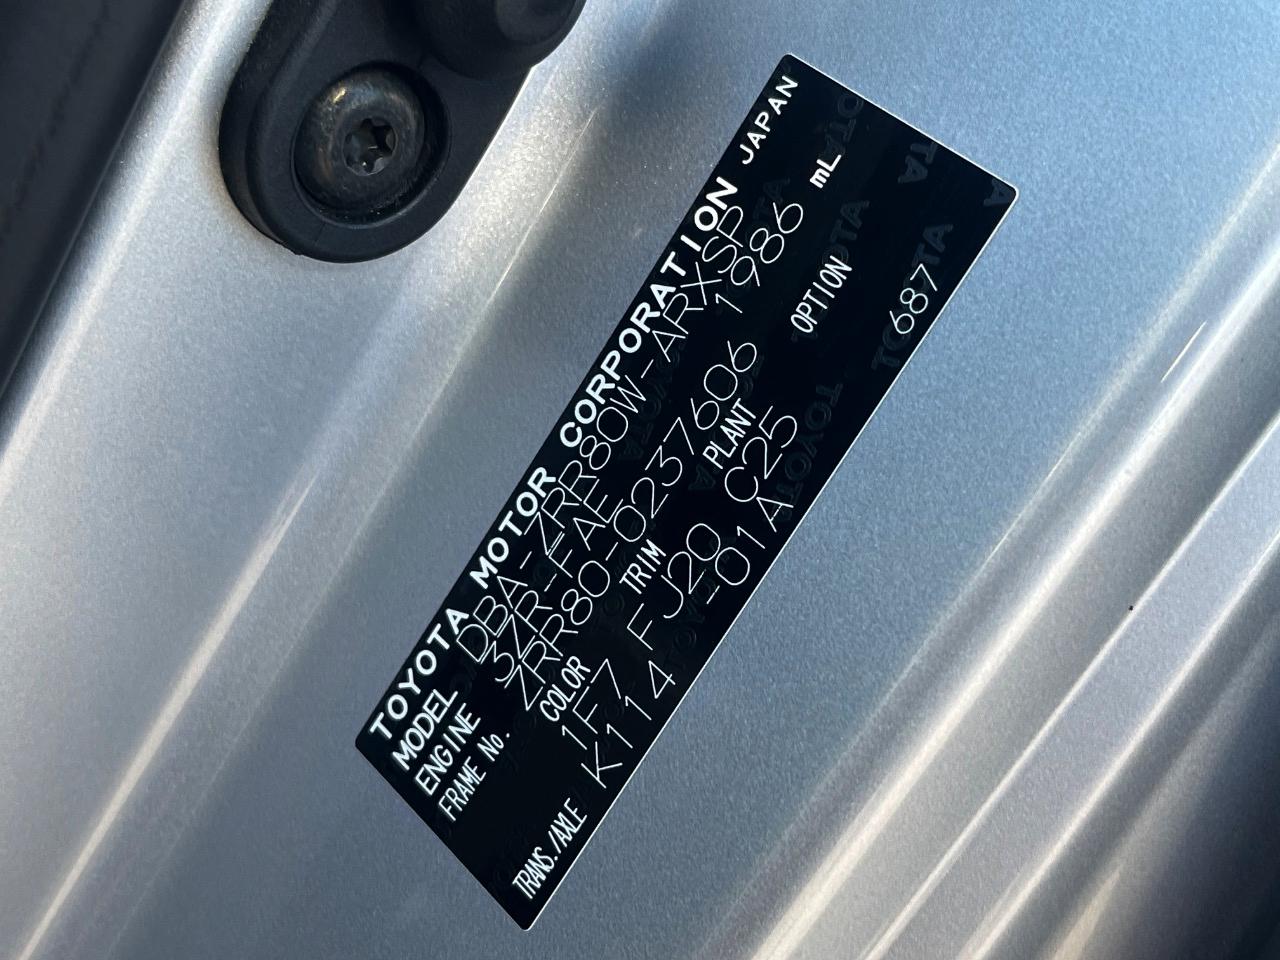 TOYOTA MOTOR CORPORATION JAPAN
MODEL DBA-ZRR80W-ARXSP
ENGINE 3ZR-FAE 1986 mL
FRAME No. ZRR80-0237606
COLOR TRIM PLANT OPTION
1F7 FJ20 C25 687
TRANS./AXLE K114 -01A